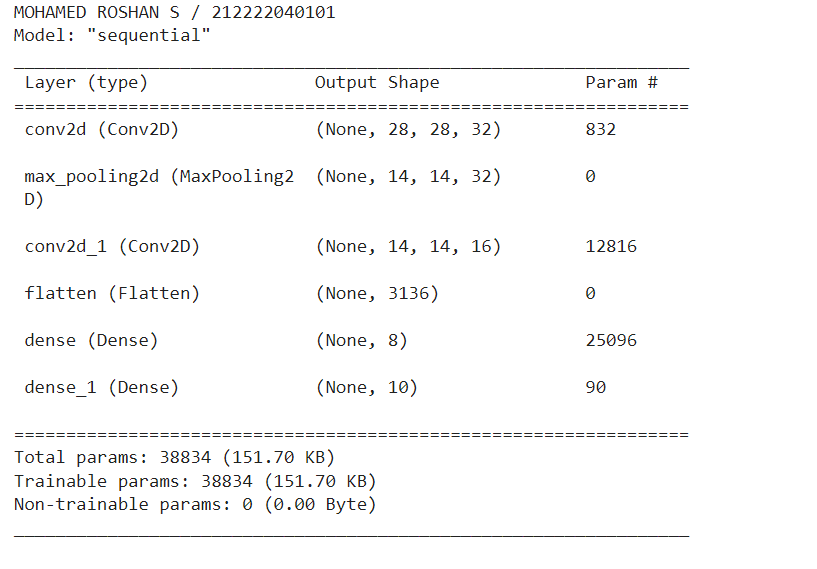 MOHAMED ROSHAN S / 212222040101
Model: "sequential"
_________________________________________________________________
Layer (type) Output Shape Param #
=================================================================
conv2d (Conv2D) (None, 28, 28, 32) 832
max_pooling2d (MaxPooling2 (None, 14, 14, 32) 0
D)
conv2d_1 (Conv2D) (None, 14, 14, 16) 12816
flatten (Flatten) (None, 3136) 0
dense (Dense) (None, 8) 25096
dense_1 (Dense) (None, 10) 90
=================================================================
Total params: 38834 (151.70 KB)
Trainable params: 38834 (151.70 KB)
Non-trainable params: 0 (0.00 Byte)
_________________________________________________________________